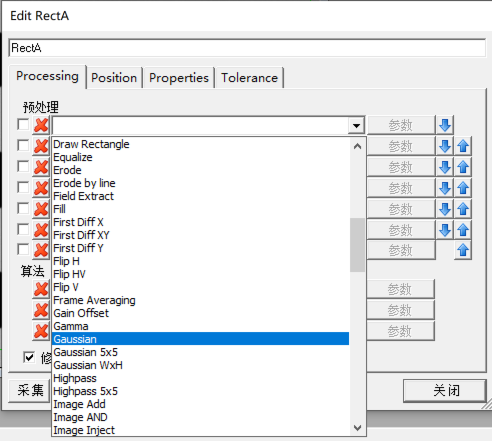 Edit RectA
RectA
Processing Position Properties Tolerance
预处理
参数
Draw Rectangle
参数
Equalize
Erode
参数
Erode by line
参数
Field Extract
Fill
参数
First Diff X
First Diff XY
参数
First Diff Y
参数
Flip H
算法
Flip HV
Flip V
参数
Frame Averaging
Gain Offset
参数
Gamma
参数
Gaussian
Gaussian 5x5
修
Gaussian WxH
Highpass
采集
关闭
Highpass 5x5
Image Add
Image AND
Image Inject